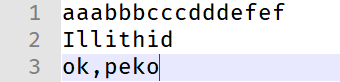 1 aaabbbcccdddefef
2 Illithid
3 ok,peko